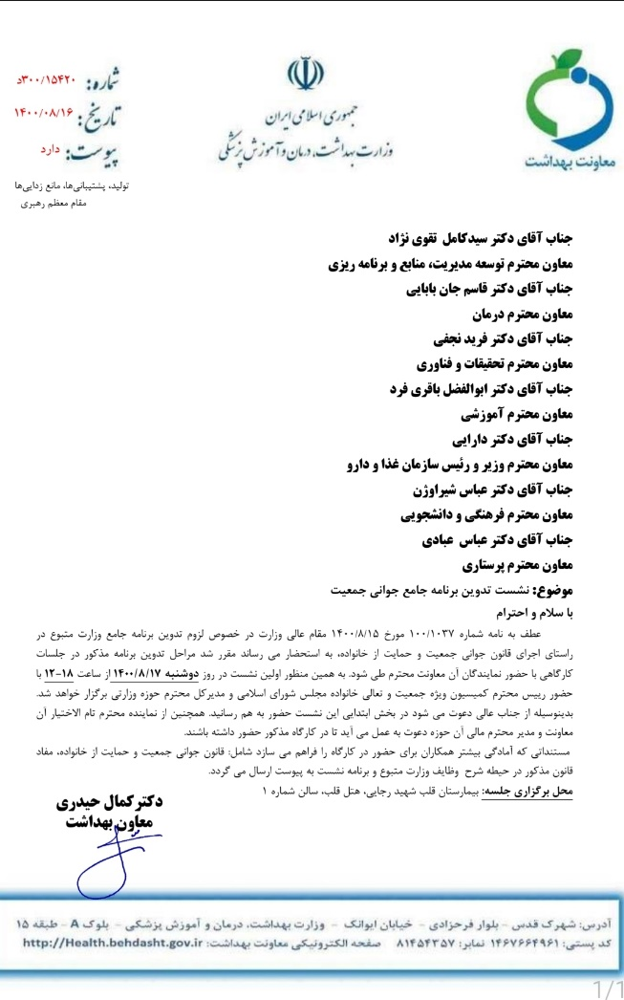 شماره: ۳۰۰/۱۵۴۲۰د
تاریخ: ۱۴۰۰/۰۸/۱۶
پیوست: دارد
تولید، پشتیبانی‌ها، مانع زدایی‌ها
مقام معظم رهبری
جمهوری اسلامی ایران
وزارت بهداشت، درمان و آموزش پزشکی
معاونت بهداشت
جناب آقای دکتر سیدکامل تقوی نژاد
معاون محترم توسعه مدیریت، منابع و برنامه ریزی
جناب آقای دکتر قاسم جان بابایی
معاون محترم درمان
جناب آقای دکتر فرید نجفی
معاون محترم تحقیقات و فناوری
جناب آقای دکتر ابوالفضل باقری فرد
معاون محترم آموزشی
جناب آقای دکتر دارایی
معاون محترم وزیر و رئیس سازمان غذا و دارو
جناب آقای دکتر عباس شیراوژن
معاون محترم فرهنگی و دانشجویی
جناب آقای دکتر عباس عبادی
معاون محترم پرستاری
موضوع: نشست تدوین برنامه جامع جوانی جمعیت
با سلام و احترام
عطف به نامه شماره ۱۰۰/۱۰۳۷ مورخ ۱۴۰۰/۸/۱۵ مقام عالی وزارت در خصوص لزوم تدوین برنامه جامع وزارت متبوع در
راستای اجرای قانون جوانی جمعیت و حمایت از خانواده، به استحضار می رساند مقرر شد مراحل تدوین برنامه مذکور در جلسات
کارگاهی با حضور نمایندگان آن معاونت محترم طی شود. به همین منظور اولین نشست در روز دوشنبه ۱۴۰۰/۸/۱۷ از ساعت ۱۸-۱۲ با
حضور رییس محترم کمیسیون ویژه جمعیت و تعالی خانواده مجلس شورای اسلامی و مدیرکل محترم حوزه وزارتی برگزار خواهد شد.
بدینوسیله از جناب عالی دعوت می شود در بخش ابتدایی این نشست حضور به هم رسانید. همچنین از نماینده محترم تام الاختیار آن
معاونت و مدیر محترم مالی آن حوزه دعوت به عمل می آید تا در کارگاه مذکور حضور داشته باشند.
مستنداتی که آمادگی بیشتر همکاران برای حضور در کارگاه را فراهم می سازد شامل: قانون جوانی جمعیت و حمایت از خانواده، مفاد
قانون مذکور در حیطه شرح وظایف وزارت متبوع و برنامه نشست به پیوست ارسال می گردد.
محل برگزاری جلسه: بیمارستان قلب شهید رجایی، هتل قلب، سالن شماره ۱
دکتر کمال حیدری
معاون بهداشت
آدرس: شهرک قدس – بلوار فرحزادی – خیابان ایوانک – وزارت بهداشت، درمان و آموزش پزشکی – بلوک A – طبقه ۱۵
کد پستی: ۱۴۶۷۶۶۴۹۶۱ نمابر: ۸۱۴۵۴۳۵۷ صفحه الکترونیکی معاونت بهداشت: http://Health.behdasht.gov.ir
1/1